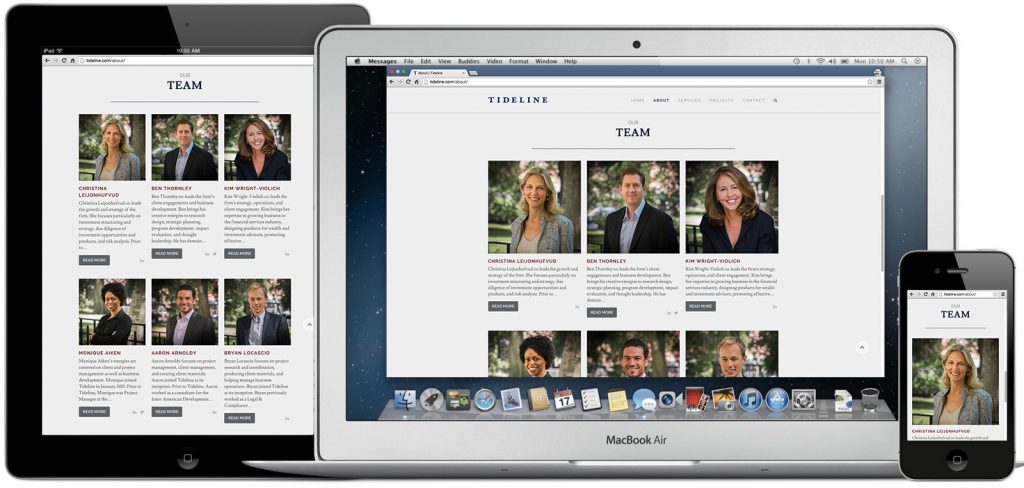 iPad
10:50 AM
tideline.com/about/
OUR
TEAM
CHRISTINA
LEIJONHUFVUD
Christina Leijonhufvud co-leads
the growth and strategy of the
firm. She focuses particularly on
investment structuring and
strategy, due diligence of
investment opportunities and
products, and risk analysis. Prior
to…
READ MORE
BEN THORNLEY
Ben Thornley co-leads the firm's
client engagements and business
development. Ben brings his
creative energies to research
design, strategic planning,
program development, impact
evaluation, and thought
leadership. He has domain…
READ MORE
KIM WRIGHT-VIOLICH
Kim Wright-Violich co-leads the
firm's strategy, operations, and
client engagement. Kim brings her
expertise in growing business in
the financial services industry,
designing products for wealth and
investment advisors, promoting
effective…
READ MORE
MONIQUE AIKEN
Monique Aiken's energies are
centered on client and project
management as well as business
development. Monique joined
Tideline in January 2017. Prior to
Tideline, Monique was Project
Manager at the…
READ MORE
AARON ARNOLDY
Aaron Arnoldy focuses on project
management, client management,
and creating client materials.
Aaron joined Tideline at its
inception. Prior to Tideline, Aaron
worked as a consultant for the
Inter-American Development…
READ MORE
BRYAN LOCASCIO
Bryan Locascio focuses on project
research and coordination,
producing client materials, and
helping manage business
operations. Bryan joined Tideline
at its inception. Bryan previously
worked as a Legal &
Compliance…
READ MORE
Messages File Edit View Buddies Video Format Window Help
Mon 10:50 AM
About | Tideline
tideline.com/about/
TIDELINE
HOME ABOUT SERVICES PROJECTS CONTACT
OUR
TEAM
CHRISTINA LEIJONHUFVUD
Christina Leijonhufvud co-leads the growth and
strategy of the firm. She focuses particularly on
investment structuring and strategy, due
diligence of investment opportunities and
products, and risk analysis. Prior to…
READ MORE
BEN THORNLEY
Ben Thornley co-leads the firm's client
engagements and business development. Ben
brings his creative energies to research design,
strategic planning, program development, impact
evaluation, and thought leadership. He has
domain…
READ MORE
KIM WRIGHT-VIOLICH
Kim Wright-Violich co-leads the firm's strategy,
operations, and client engagement. Kim brings her
expertise in growing business in the financial services
industry, designing products for wealth and
investment advisors, promoting effective…
READ MORE
17
MacBook Air
tideline.com/about/
OUR
TEAM
CHRISTINA LEIJONHUFVUD
Christina Leijonhufvud co-leads the growth and